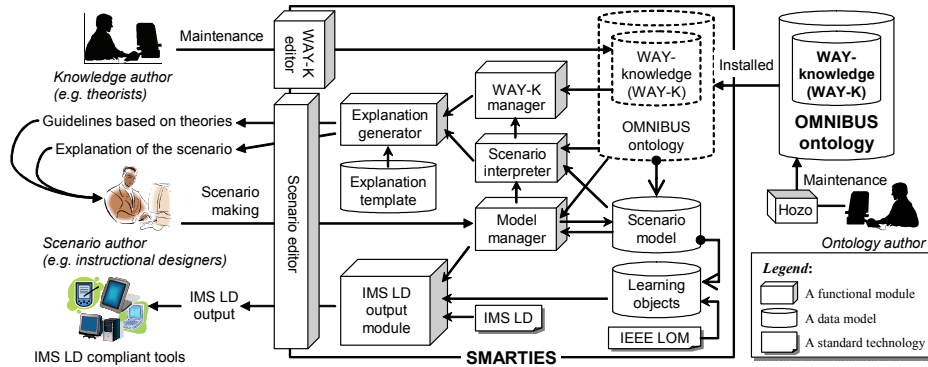 Knowledge author
(e.g. theorists)
Maintenance
WAY-K
editor
Guidelines based on theories
Explanation of the scenario
Scenario
making
Scenario author
(e.g. instructional designers)
IMS LD
output
IMS LD compliant tools
Scenario editor
Explanation
generator
Explanation
template
WAY-K
manager
Scenario
interpreter
Model
manager
IMS LD
output
module
IMS LD
WAY-
knowledge
(WAY-K)
OMNIBUS
ontology
Scenario
model
Learning
objects
IEEE LOM
SMARTIES
Installed
WAY-
knowledge
(WAY-K)
OMNIBUS
ontology
Maintenance
Hozo
Ontology author
Legend:
A functional module
A data model
A standard technology